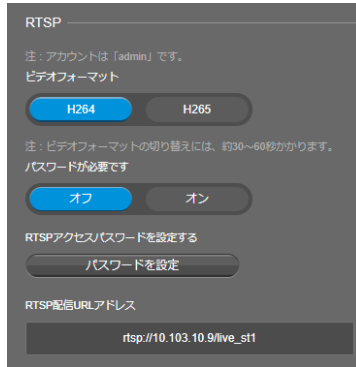 RTSP
注：アカウントは「admin」です。
ビデオフォーマット
H264 H265
注：ビデオフォーマットの切り替えには、約30～60秒かかります。
パスワードが必要です
オフ オン
RTSPアクセスパスワードを設定する
パスワードを設定
RTSP配信URLアドレス
rtsp://10.103.10.9/live_st1